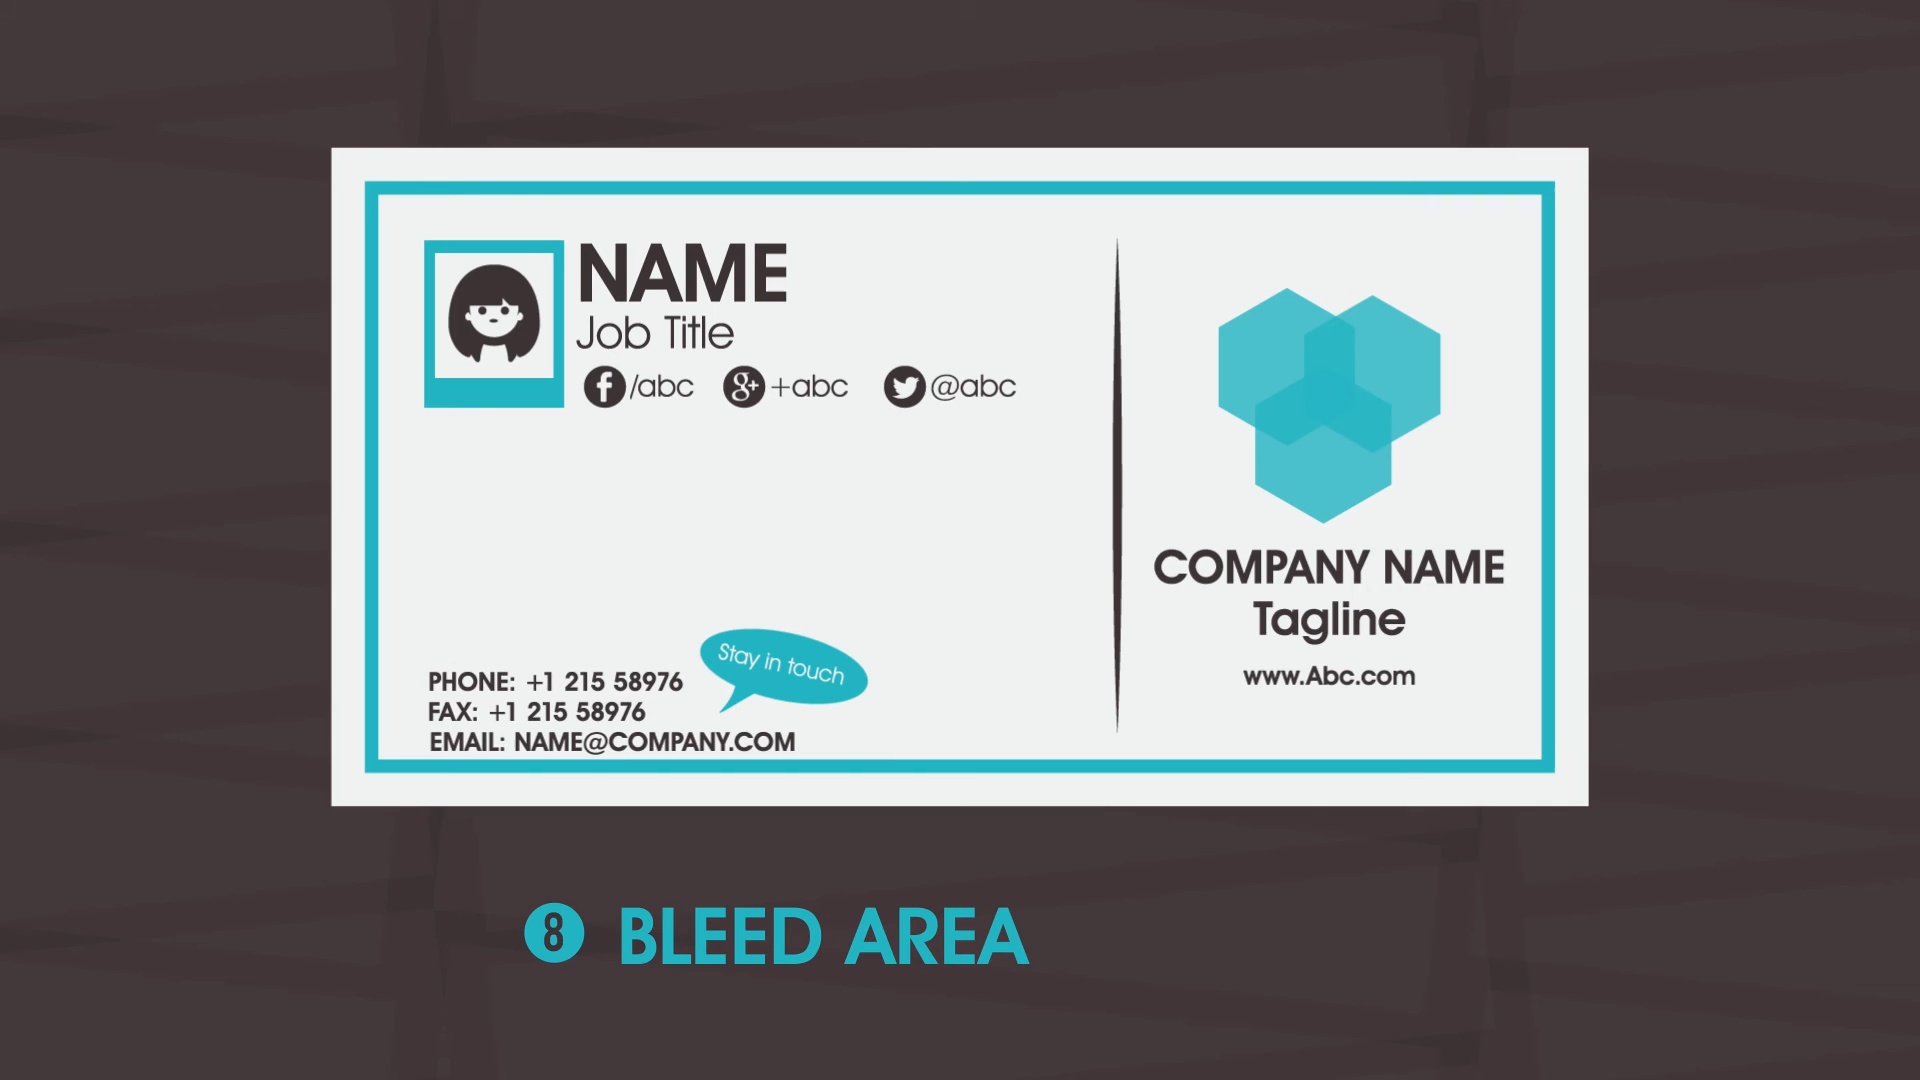 NAME
Job Title
f /abc g+ +abc @abc
Stay in touch
PHONE: +1 215 58976
FAX: +1 215 58976
EMAIL: NAME@COMPANY.COM
COMPANY NAME
Tagline
www.Abc.com
8 BLEED AREA